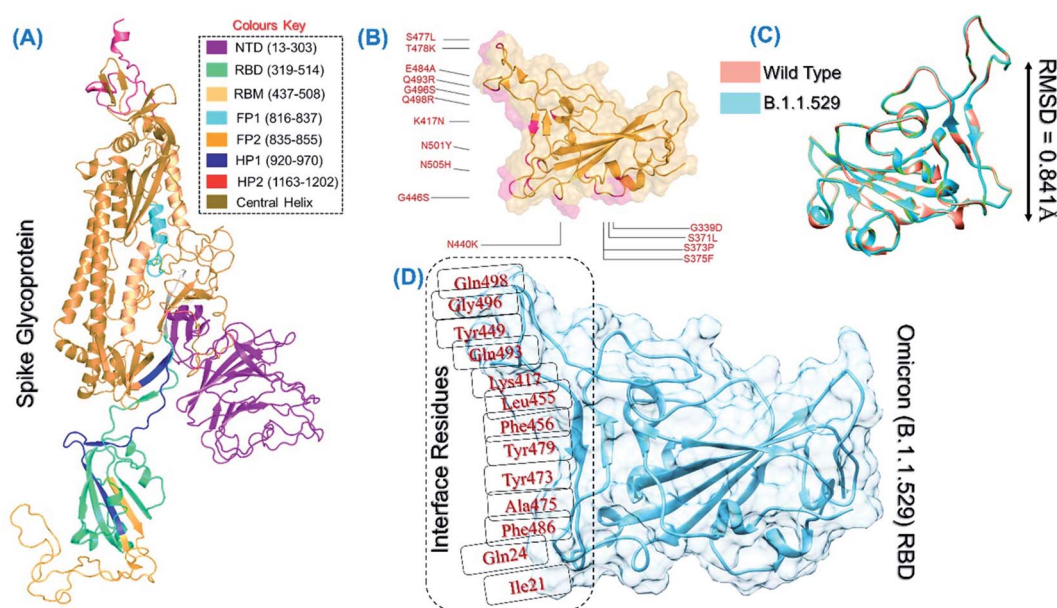 (A)
Colours Key
NTD (13-303)
RBD (319-514)
RBM (437-508)
FP1 (816-837)
FP2 (835-855)
HP1 (920-970)
HP2 (1163-1202)
Central Helix
Spike Glycoprotein
(B)
S477L
T478K
E484A
Q493R
G496S
Q498R
K417N
N501Y
N505H
G446S
N440K
G339D
S371L
S373P
S375F
(C)
Wild Type
B.1.1.529
RMSD = 0.841Å
(D)
Interface Residues
Gln498
Gly496
Tyr449
Gln493
Lys417
Leu455
Phe456
Tyr479
Tyr473
Ala475
Phe486
Gln24
Ile21
Omicron (B.1.1.529) RBD